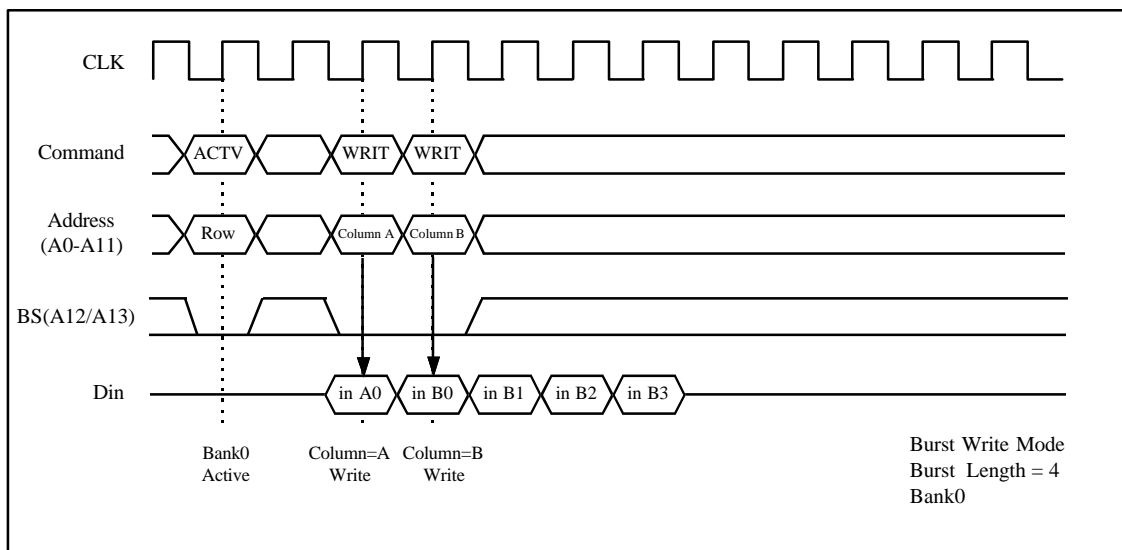 CLK
Command
ACTV
WRIT
WRIT
Address
(A0-A11)
Row
Column A
Column B
BS(A12/A13)
Din
in A0
in B0
in B1
in B2
in B3
Bank0
Active
Column=A
Write
Column=B
Write
Burst Write Mode
Burst Length = 4
Bank0